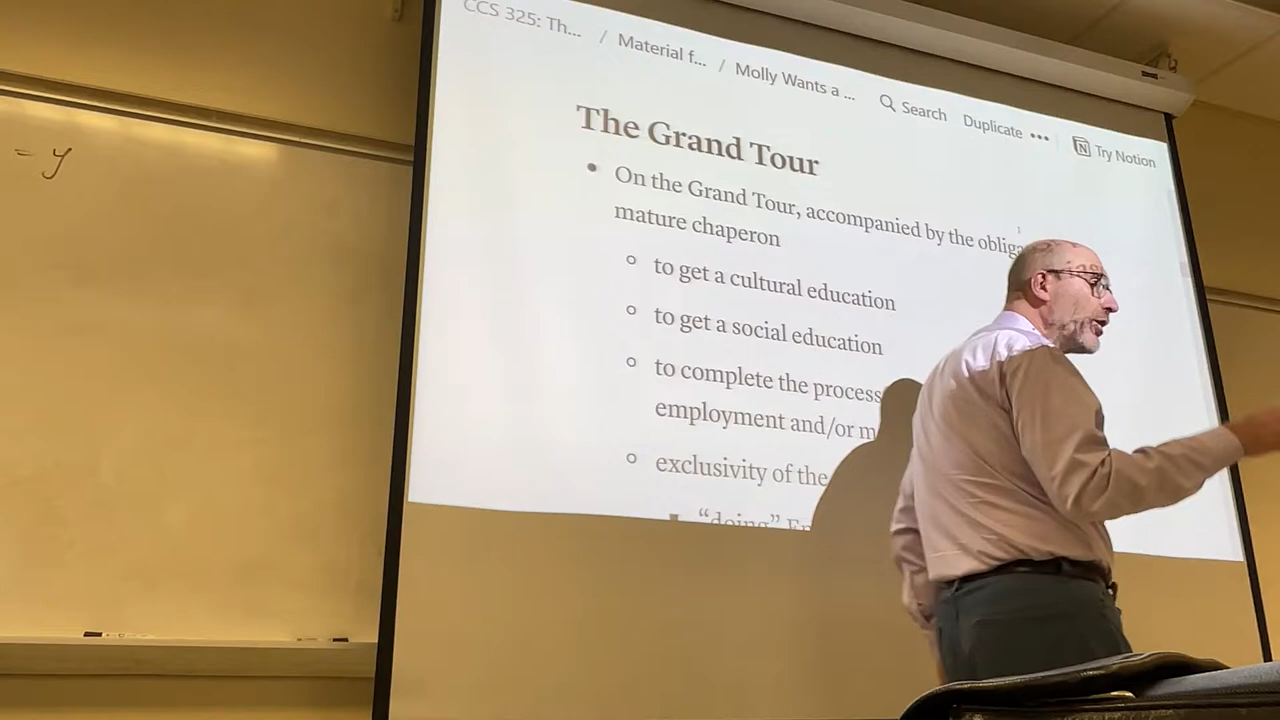 = y
CCS 325: Th... / Material f... / Molly Wants a ... Search Duplicate ••• Try Notion
The Grand Tour
• On the Grand Tour, accompanied by the
mature chaperon
○ to get a cultural education
○ to get a social education
○ to complete the process
employment and/or
○ exclusivity of the
"doing"